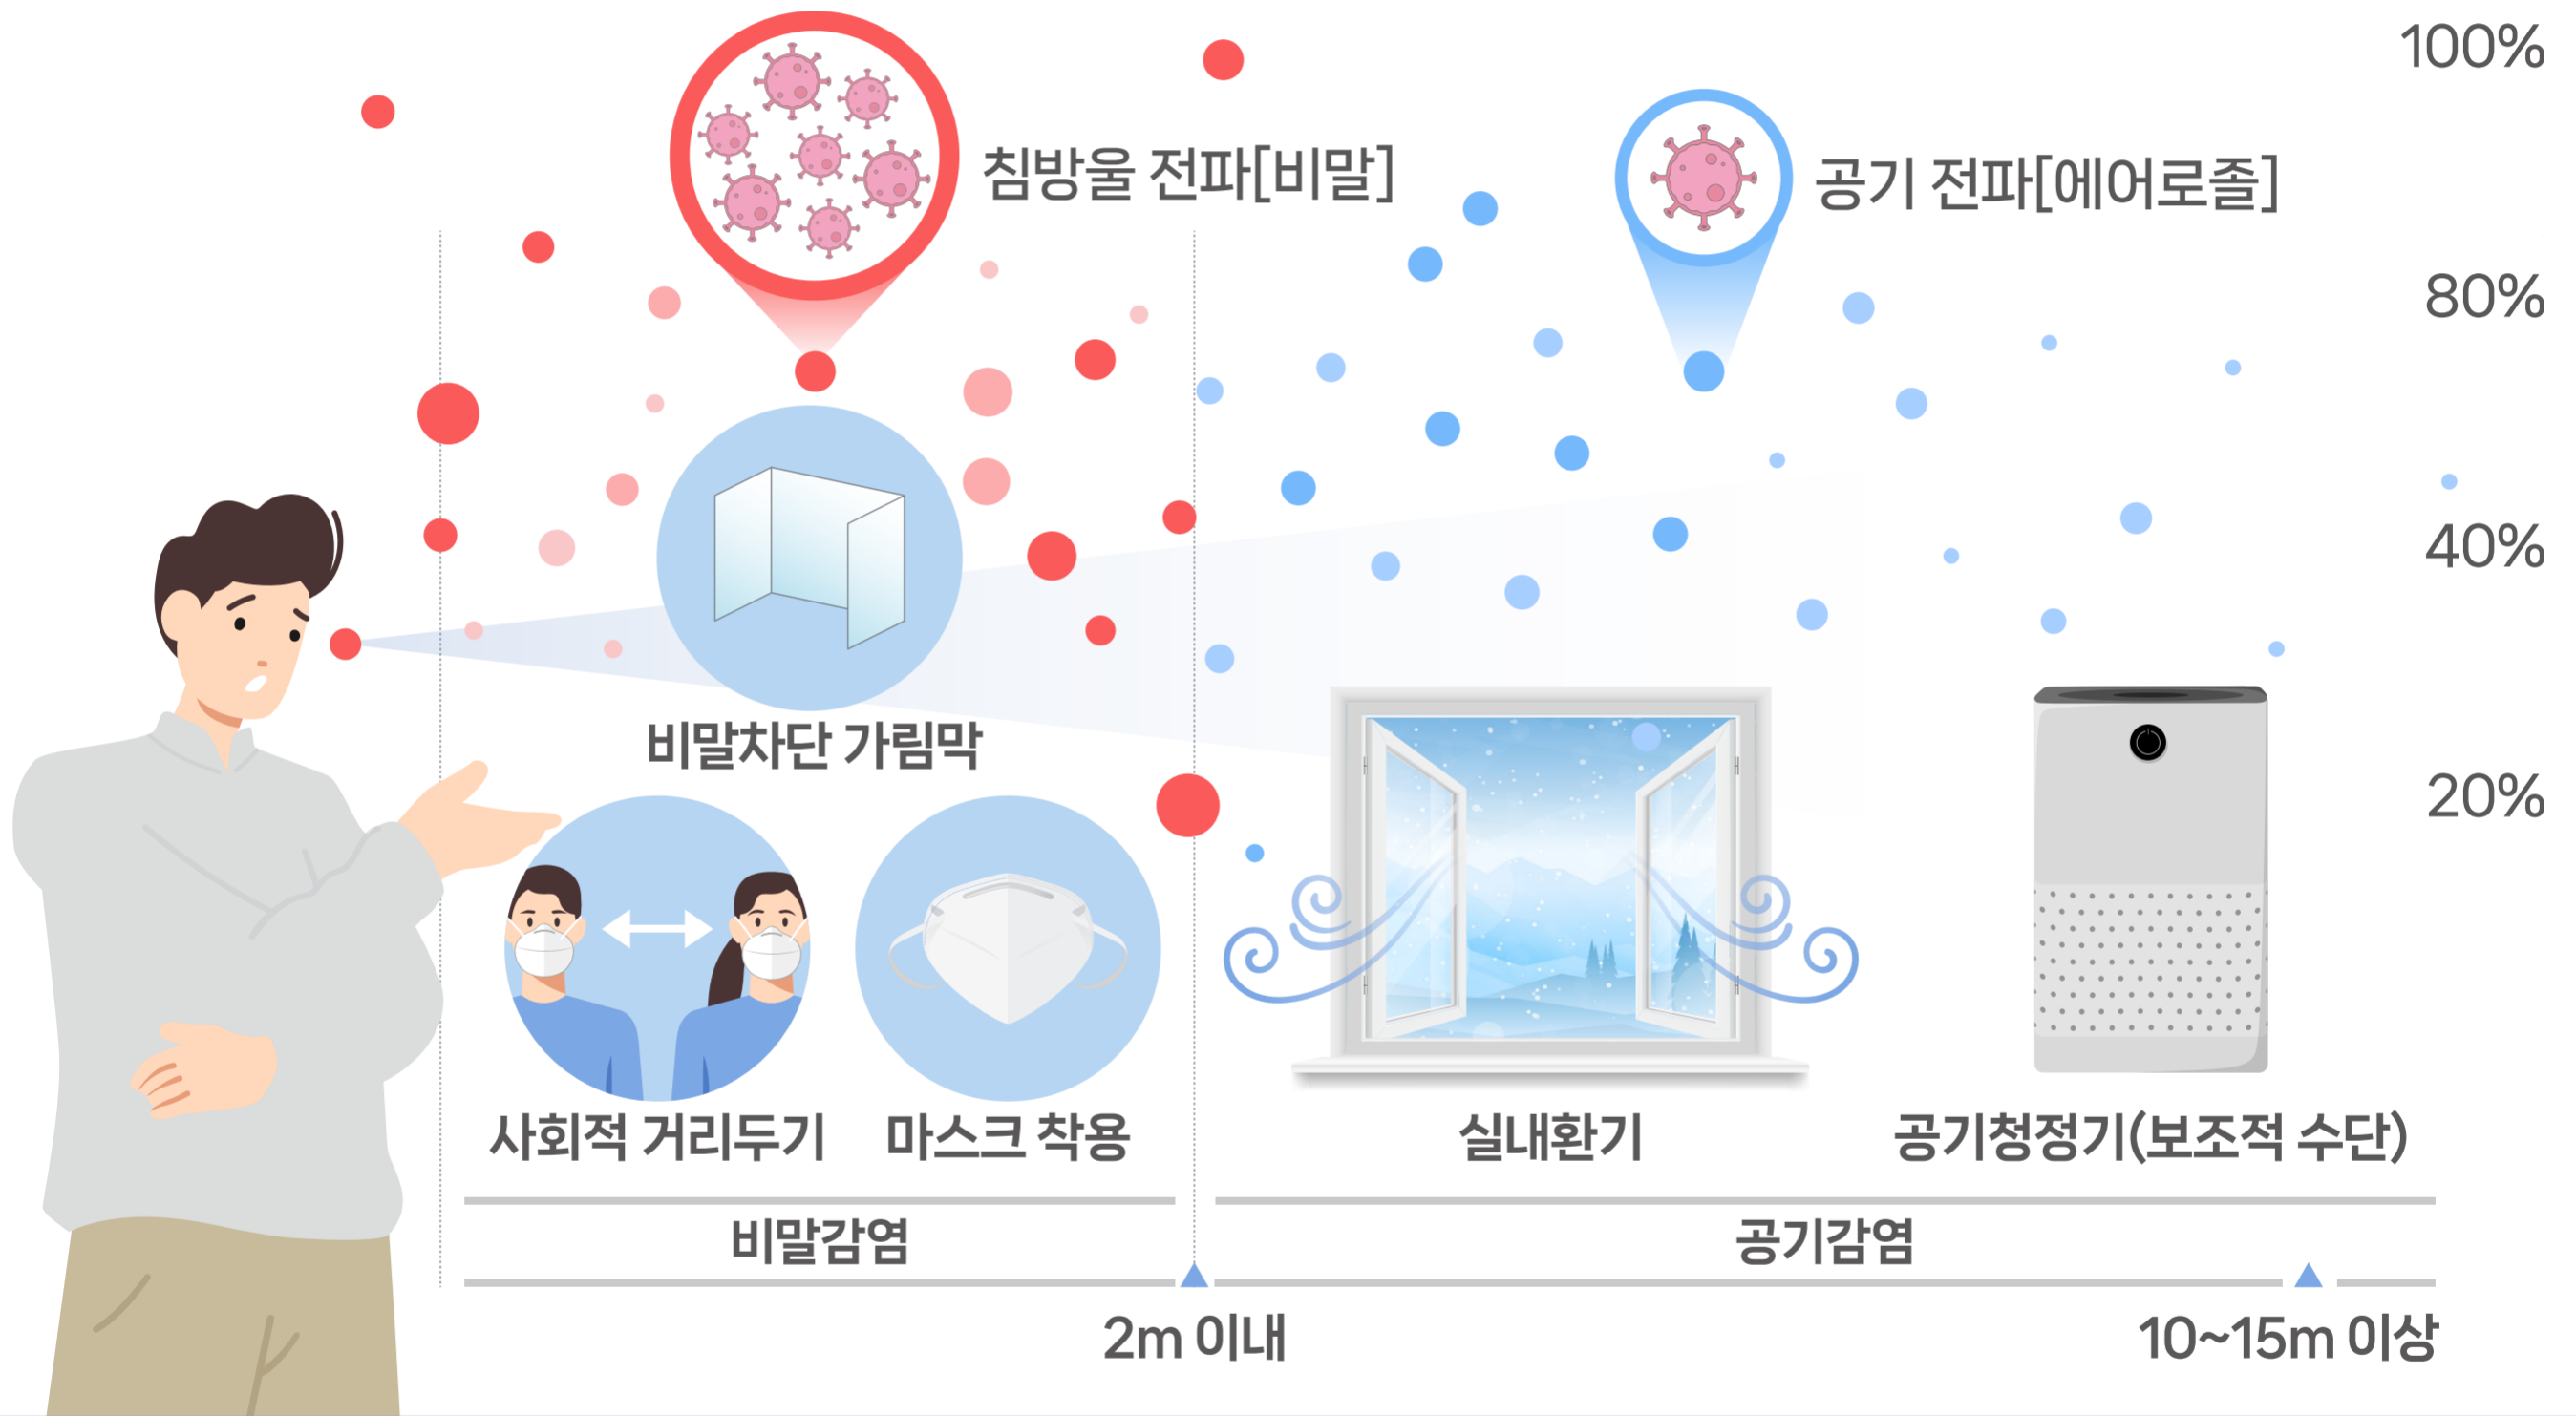 100%
침방울 전파[비말]
공기 전파[에어로졸]
80%
40%
비말차단 가림막
20%
사회적 거리두기
마스크 착용
실내환기
공기청정기(보조적 수단)
비말감염
공기감염
2m 이내
10~15m 이상